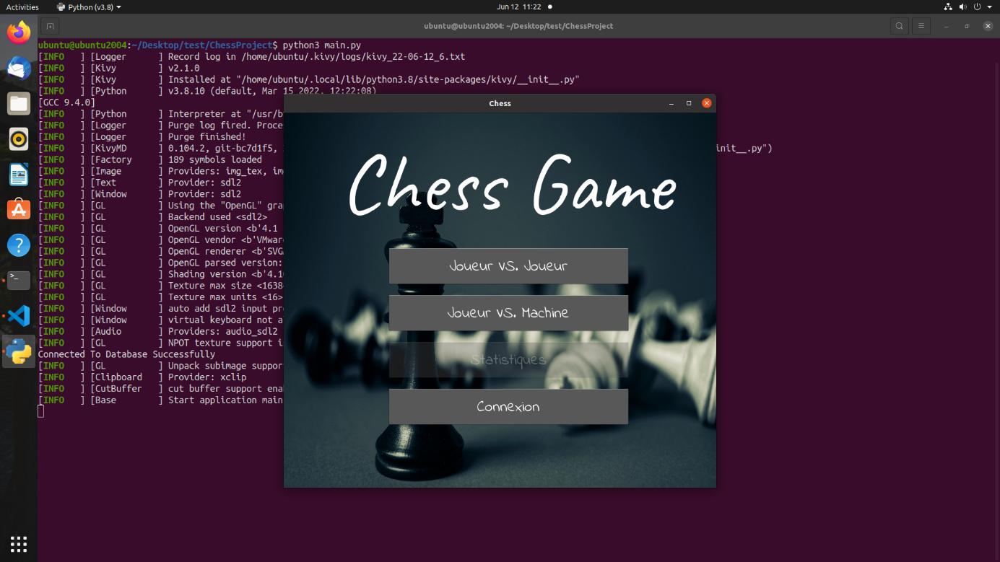 Activities
Python (v3.8)
Jun 12 11:22
ubuntu@ubuntu2004: ~/Desktop/test/ChessProject
ubuntu@ubuntu2004:~/Desktop/test/ChessProject$ python3 main.py
[INFO   ] [Logger      ] Record log in /home/ubuntu/.kivy/logs/kivy_22-06-12_6.txt
[INFO   ] [Kivy        ] v2.1.0
[INFO   ] [Kivy        ] Installed at "/home/ubuntu/.local/lib/python3.8/site-packages/kivy/__init__.py"
[INFO   ] [Python      ] v3.8.10 (default, Mar 15 2022, 12:22:08)
[GCC 9.4.0]
[INFO   ] [Python      ] Interpreter at "/usr/b
[INFO   ] [Logger      ] Purge log fired. Proce
[INFO   ] [Logger      ] Purge finished!
[INFO   ] [KivyMD      ] 0.104.2, git-bc7d1f5, init__.py")
[INFO   ] [Factory     ] 189 symbols loaded
[INFO   ] [Image       ] Providers: img_tex, im
[INFO   ] [Text        ] Provider: sdl2
[INFO   ] [Window      ] Provider: sdl2
[INFO   ] [GL          ] Using the "OpenGL" gra
[INFO   ] [GL          ] Backend used <sdl2>
[INFO   ] [GL          ] OpenGL version <b'4.1
[INFO   ] [GL          ] OpenGL vendor <b'VMwar
[INFO   ] [GL          ] OpenGL renderer <b'SVG
[INFO   ] [GL          ] OpenGL parsed version:
[INFO   ] [GL          ] Shading version <b'4.1
[INFO   ] [GL          ] Texture max size <1638
[INFO   ] [GL          ] Texture max units <16>
[INFO   ] [Window      ] auto add sdl2 input pr
[INFO   ] [Window      ] virtual keyboard not a
[INFO   ] [Audio       ] Providers: audio_sdl2
[INFO   ] [GL          ] NPOT texture support i
Connected To Database Successfully
[INFO   ] [GL          ] Unpack subimage suppor
[INFO   ] [Clipboard   ] Provider: xclip
[INFO   ] [CutBuffer   ] cut buffer support ena
[INFO   ] [Base        ] Start application main
Chess
Chess Game
Joueur VS. Joueur
Joueur VS. Machine
Statistiques
Connexion